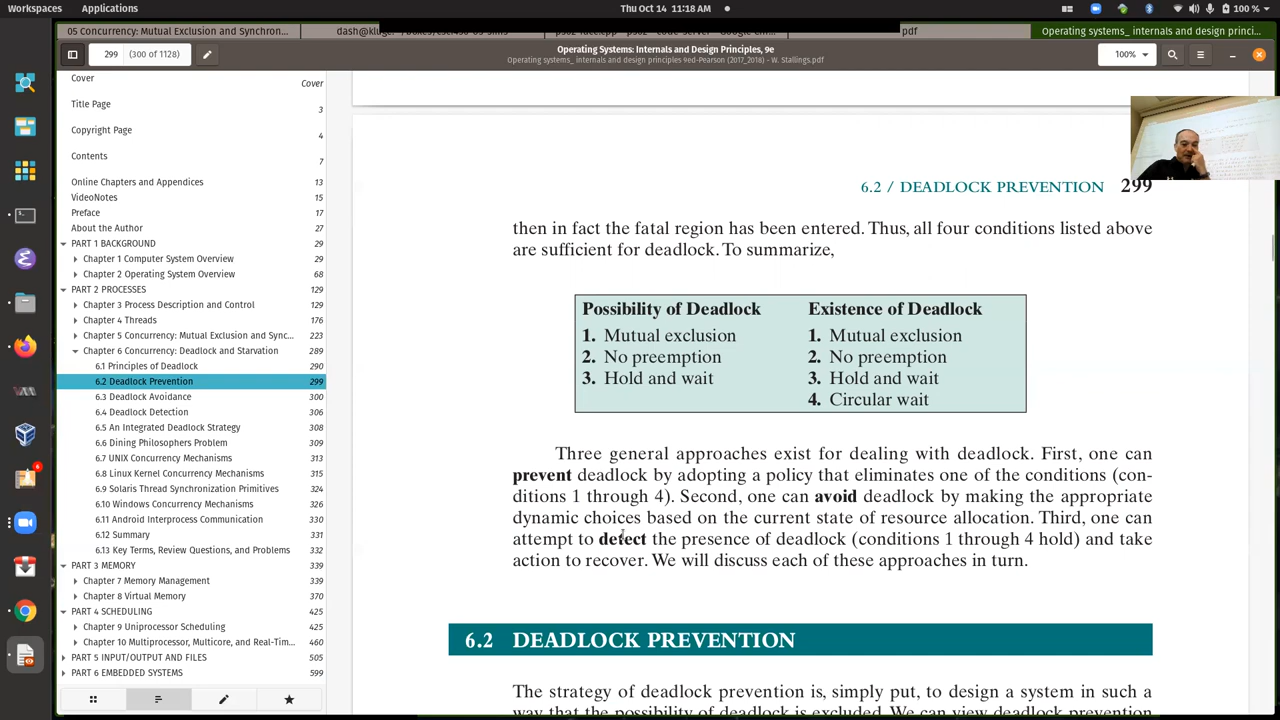 Workspaces Applications Thu Oct 14 11:18 AM 100 %
05 Concurrency: Mutual Exclusion and Synchron... pdf Operating systems_ internals and design princi...
299 (300 of 1128) Operating Systems: Internals and Design Principles, 9e 100%
Operating systems_ internals and design principles 9ed-Pearson (2017_2018) - W. Stallings.pdf
Cover Cover
Title Page 3
Copyright Page 4
Contents 7
Online Chapters and Appendices 13
VideoNotes 15
Preface 17
About the Author 27
PART 1 BACKGROUND 29
Chapter 1 Computer System Overview 29
Chapter 2 Operating System Overview 68
PART 2 PROCESSES 129
Chapter 3 Process Description and Control 129
Chapter 4 Threads 176
Chapter 5 Concurrency: Mutual Exclusion and Sync... 223
Chapter 6 Concurrency: Deadlock and Starvation 289
6.1 Principles of Deadlock 290
6.2 Deadlock Prevention 299
6.3 Deadlock Avoidance 300
6.4 Deadlock Detection 306
6.5 An Integrated Deadlock Strategy 308
6.6 Dining Philosophers Problem 309
6.7 UNIX Concurrency Mechanisms 313
6.8 Linux Kernel Concurrency Mechanisms 315
6.9 Solaris Thread Synchronization Primitives 324
6.10 Windows Concurrency Mechanisms 326
6.11 Android Interprocess Communication 330
6.12 Summary 331
6.13 Key Terms, Review Questions, and Problems 332
PART 3 MEMORY 339
Chapter 7 Memory Management 339
Chapter 8 Virtual Memory 370
PART 4 SCHEDULING 425
Chapter 9 Uniprocessor Scheduling 425
Chapter 10 Multiprocessor, Multicore, and Real-Tim... 460
PART 5 INPUT/OUTPUT AND FILES 505
PART 6 EMBEDDED SYSTEMS 599
6.2 / DEADLOCK PREVENTION 299
then in fact the fatal region has been entered. Thus, all four conditions listed above
are sufficient for deadlock. To summarize,
Possibility of Deadlock Existence of Deadlock
1. Mutual exclusion 1. Mutual exclusion
2. No preemption 2. No preemption
3. Hold and wait 3. Hold and wait
4. Circular wait
Three general approaches exist for dealing with deadlock. First, one can
prevent deadlock by adopting a policy that eliminates one of the conditions (con-
ditions 1 through 4). Second, one can avoid deadlock by making the appropriate
dynamic choices based on the current state of resource allocation. Third, one can
attempt to detect the presence of deadlock (conditions 1 through 4 hold) and take
action to recover. We will discuss each of these approaches in turn.
6.2 DEADLOCK PREVENTION
The strategy of deadlock prevention is, simply put, to design a system in such a
way that the possibility of deadlock is excluded. We can view deadlock prevention